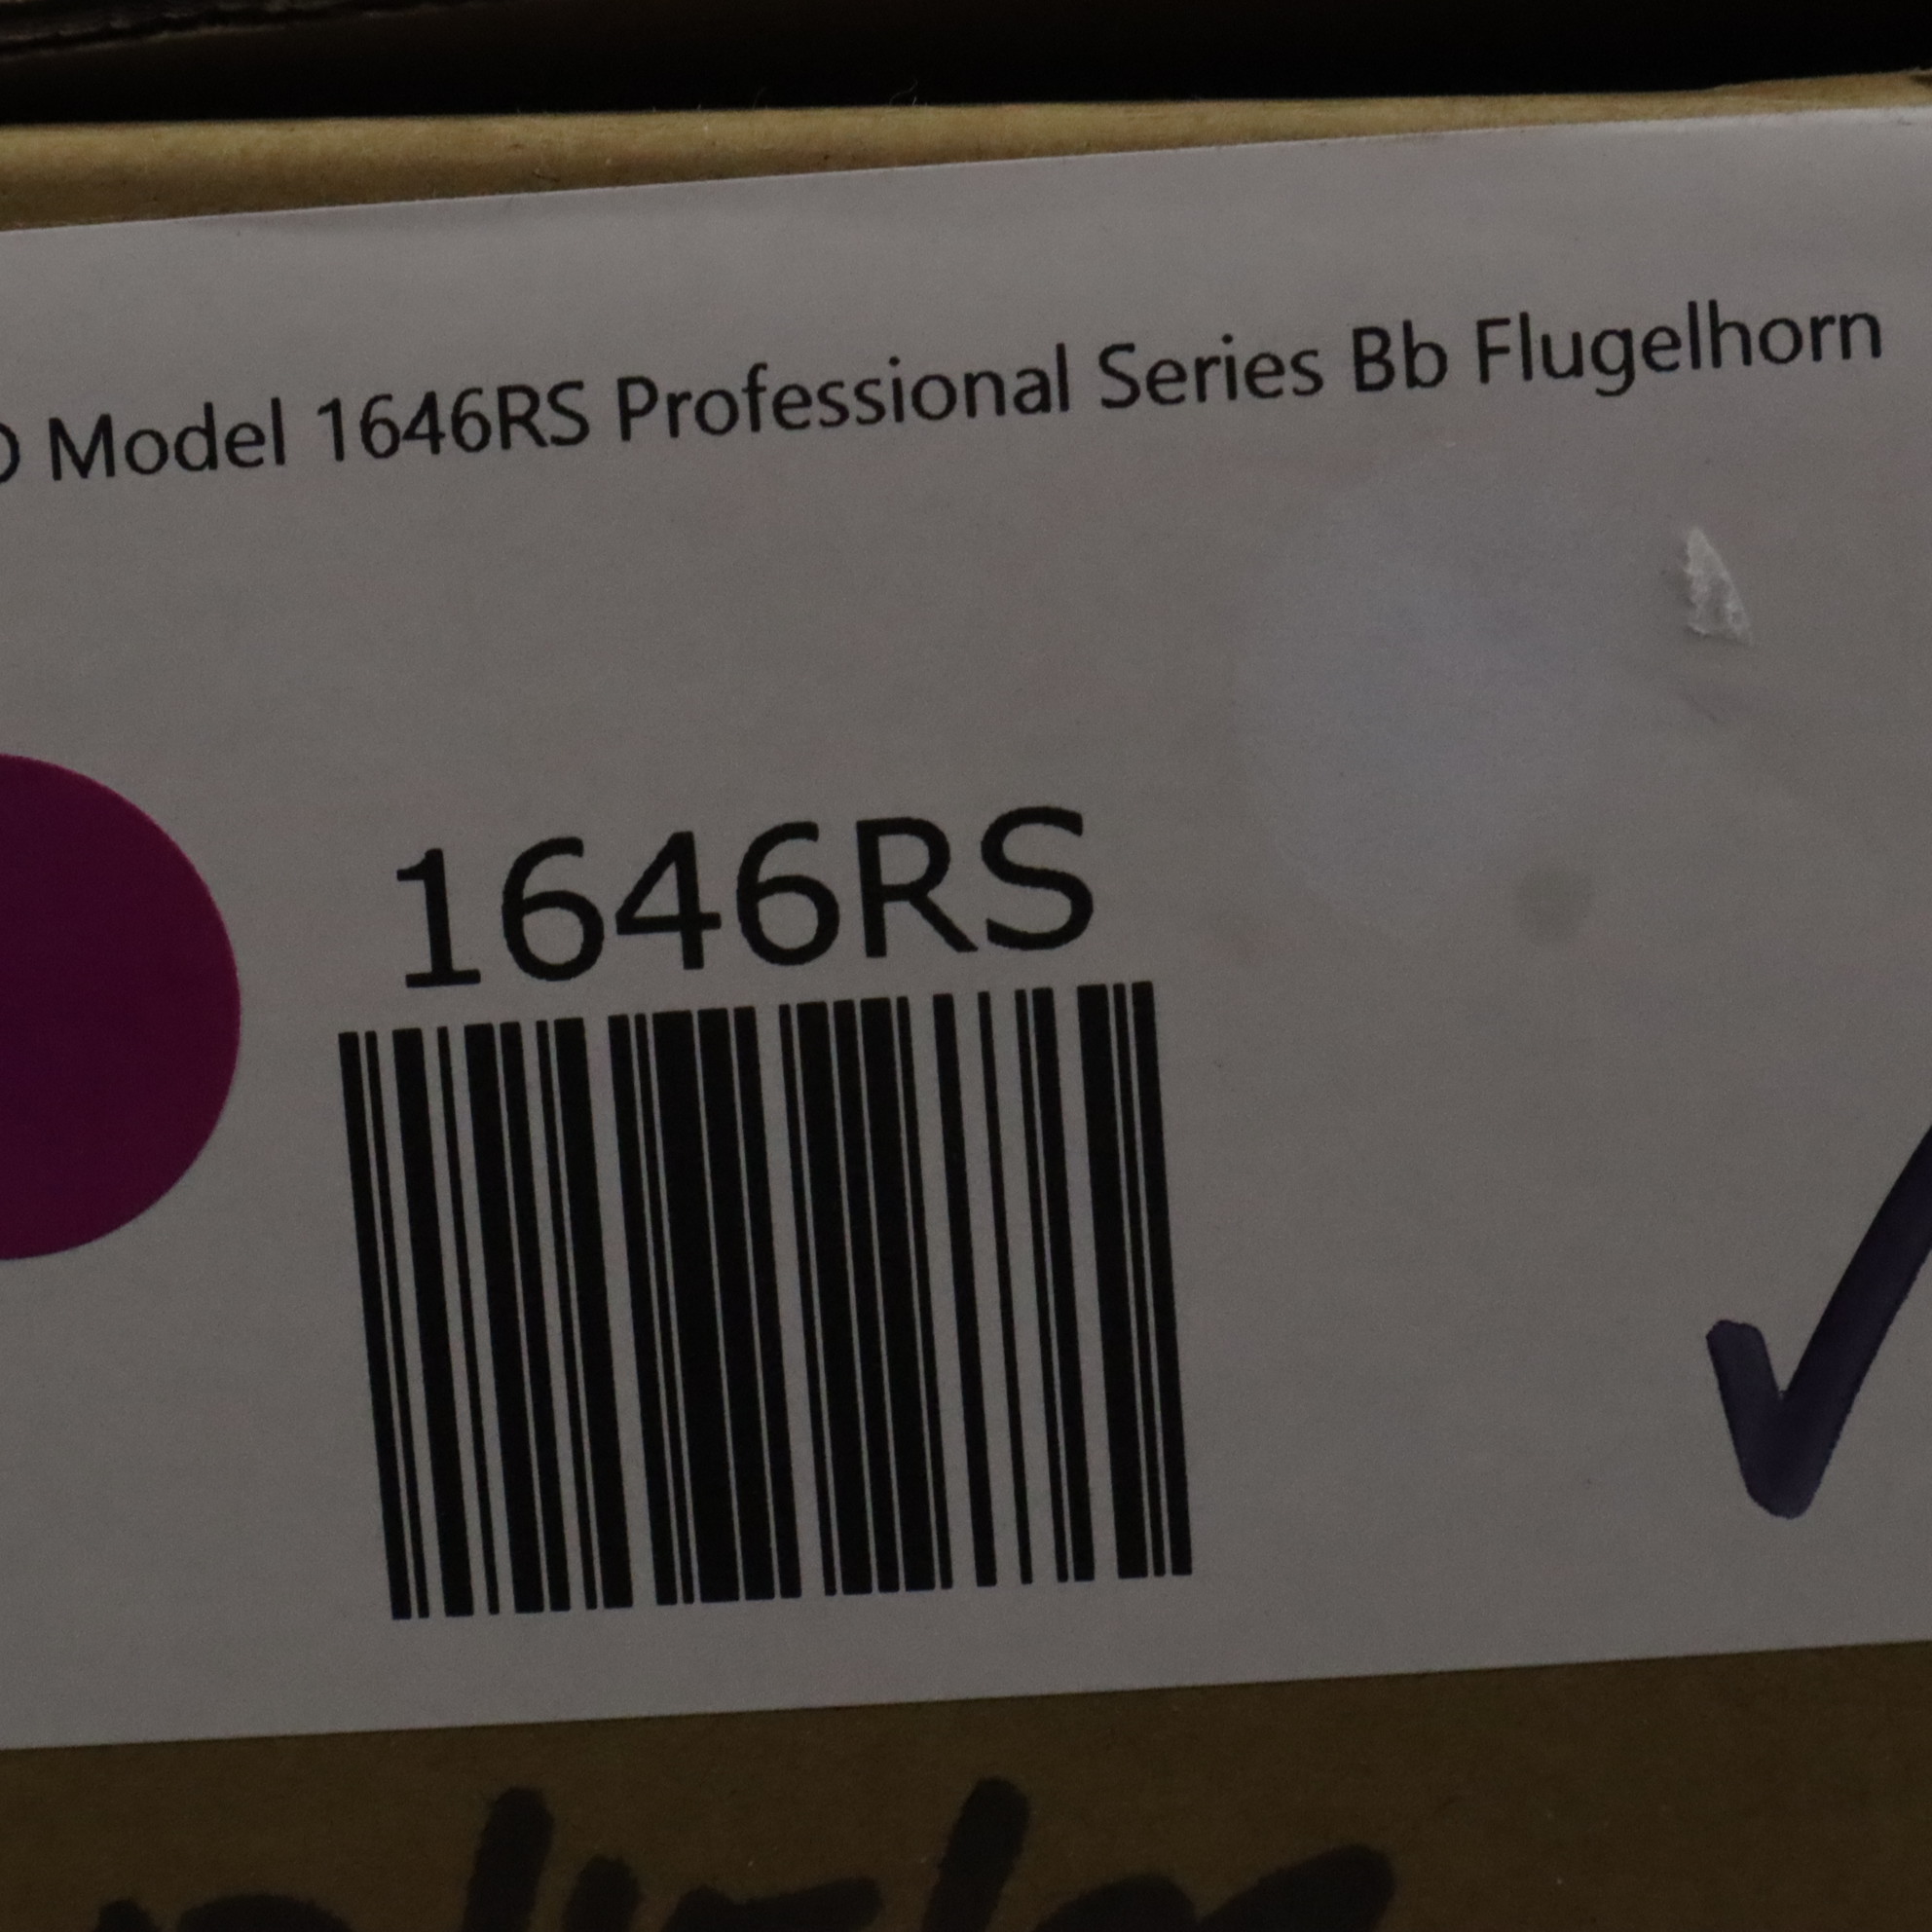 Model 1646RS Professional Series Bb Flugelhorn
1646RS